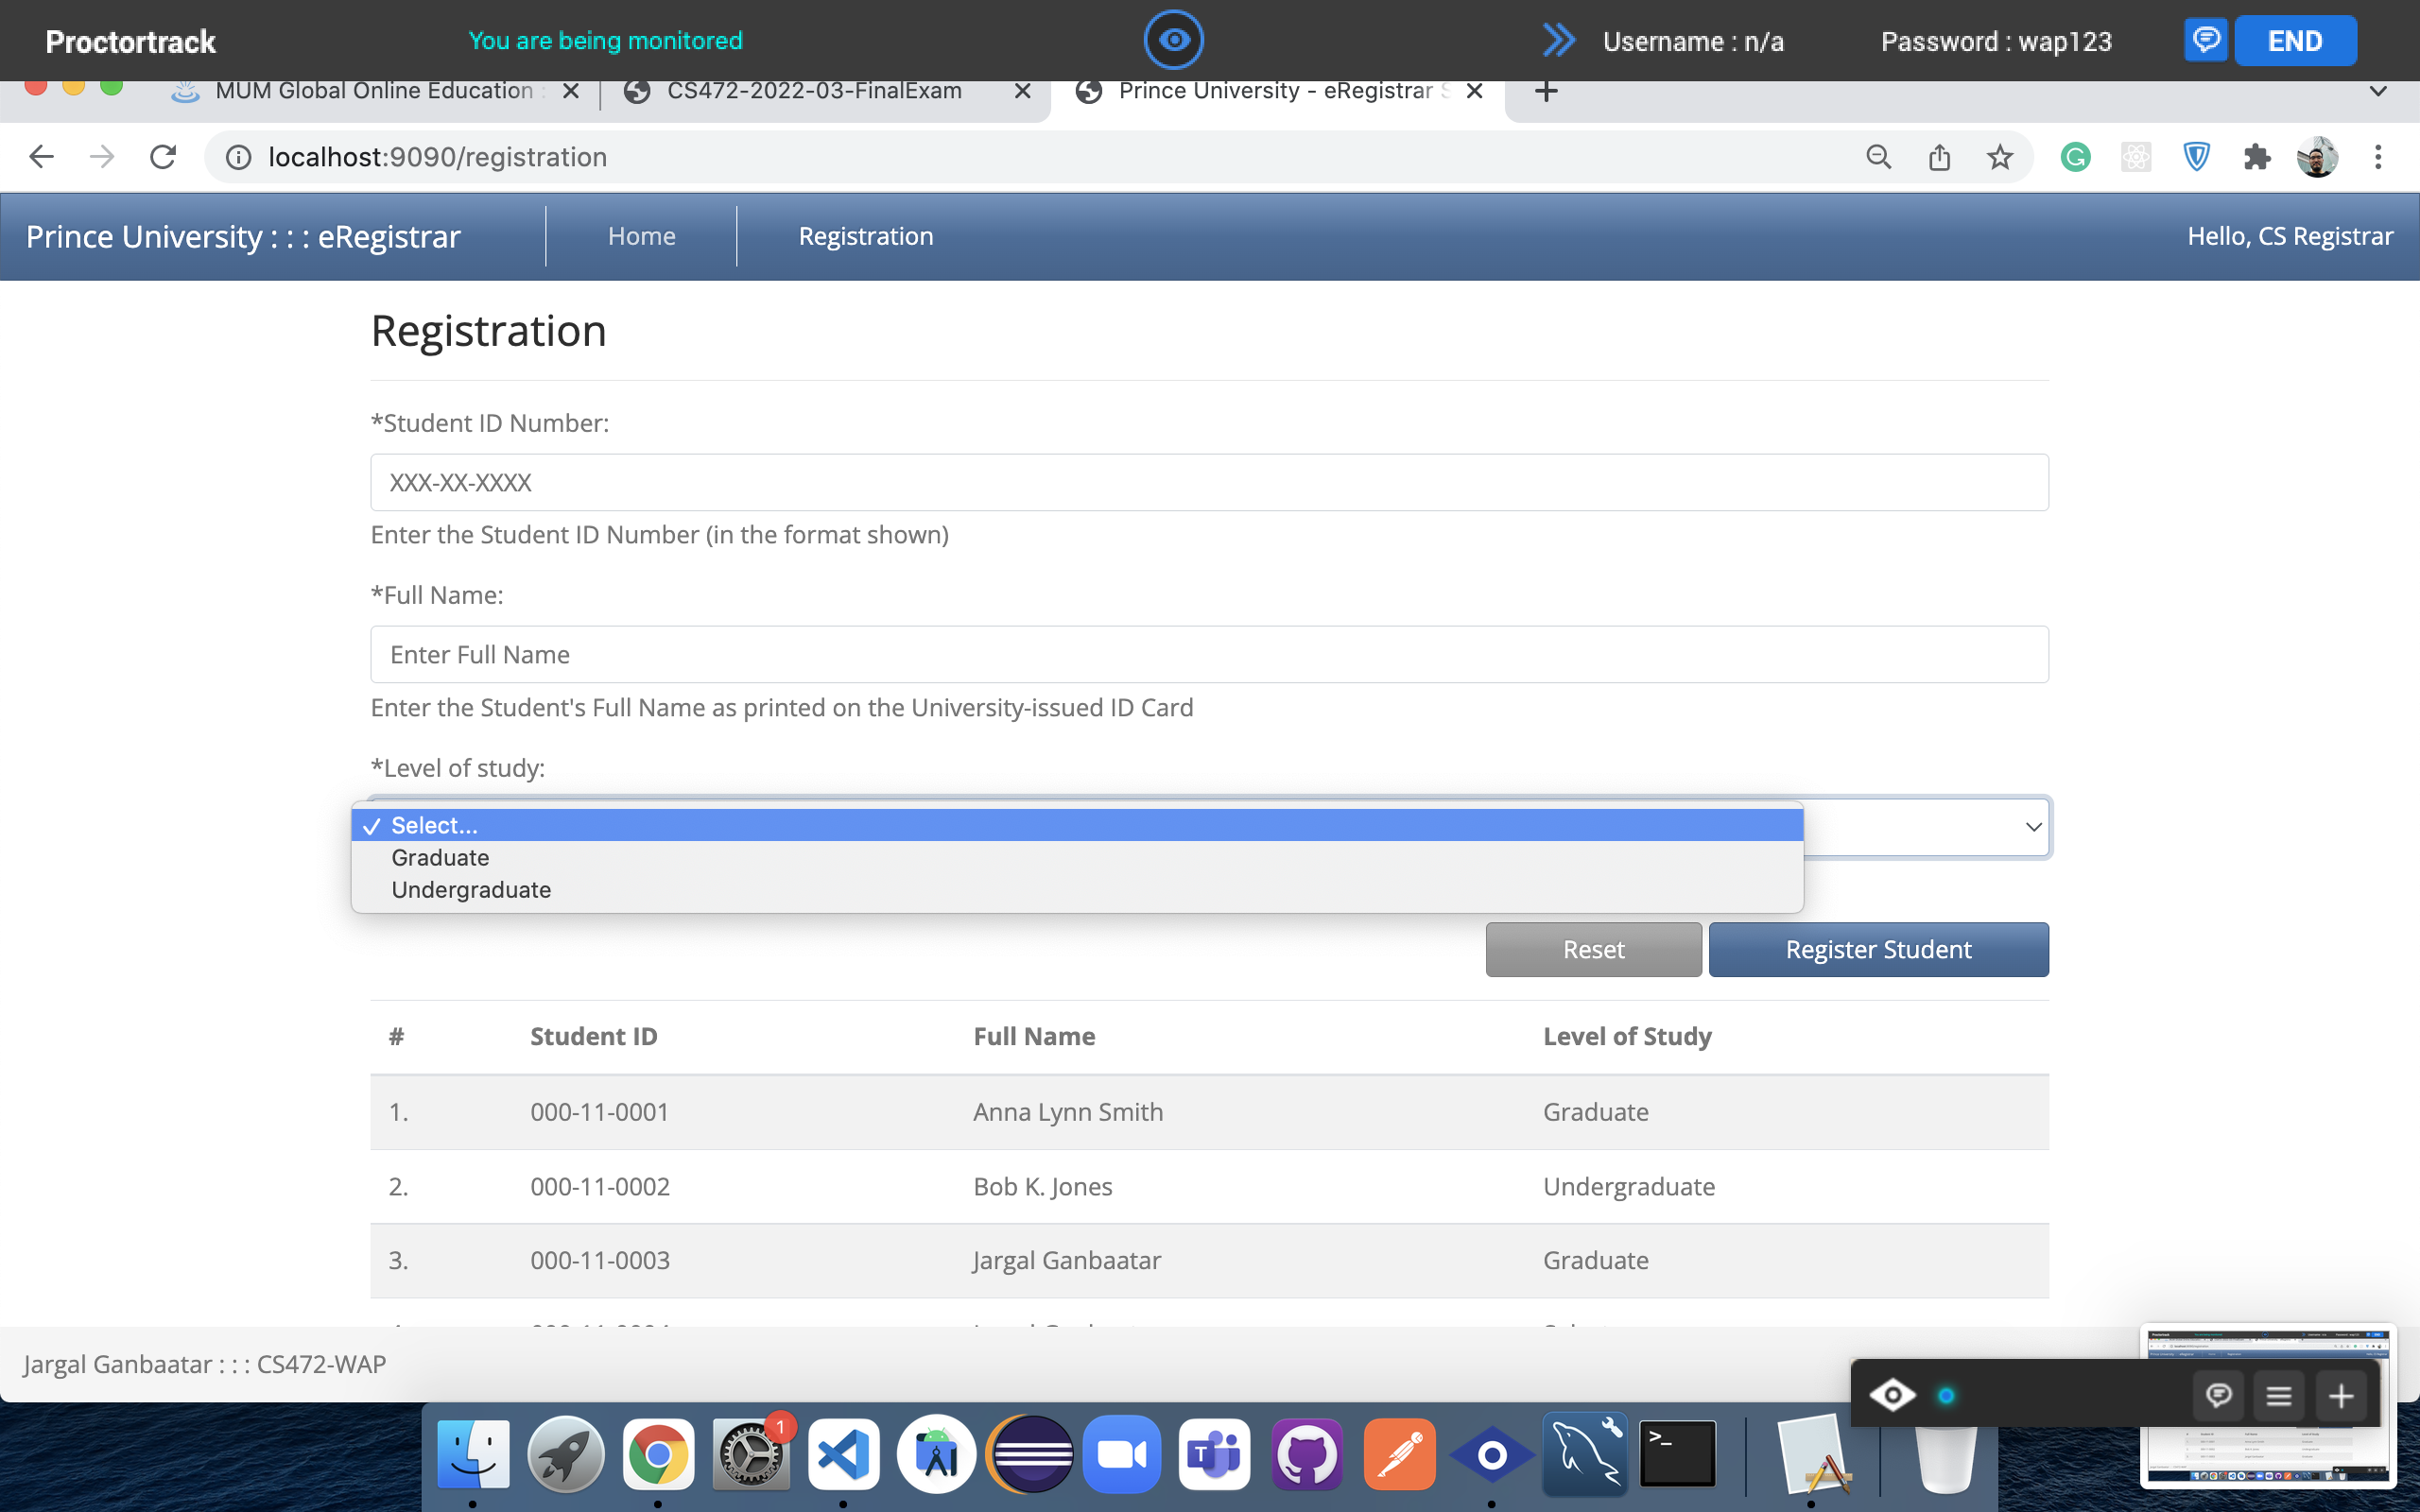 Proctortrack
You are being monitored
Username : n/a
Password : wap123
END
MUM Global Online Education :
CS472-2022-03-FinalExam
Prince University - eRegistrar S
localhost:9090/registration
Prince University : : : eRegistrar
Home
Registration
Hello, CS Registrar
Registration
*Student ID Number:
XXX-XX-XXXX
Enter the Student ID Number (in the format shown)
*Full Name:
Enter Full Name
Enter the Student's Full Name as printed on the University-issued ID Card
*Level of study:
Select...
Graduate
Undergraduate
Reset
Register Student
# Student ID Full Name Level of Study
1. 000-11-0001 Anna Lynn Smith Graduate
2. 000-11-0002 Bob K. Jones Undergraduate
3. 000-11-0003 Jargal Ganbaatar Graduate
Jargal Ganbaatar : : : CS472-WAP
1